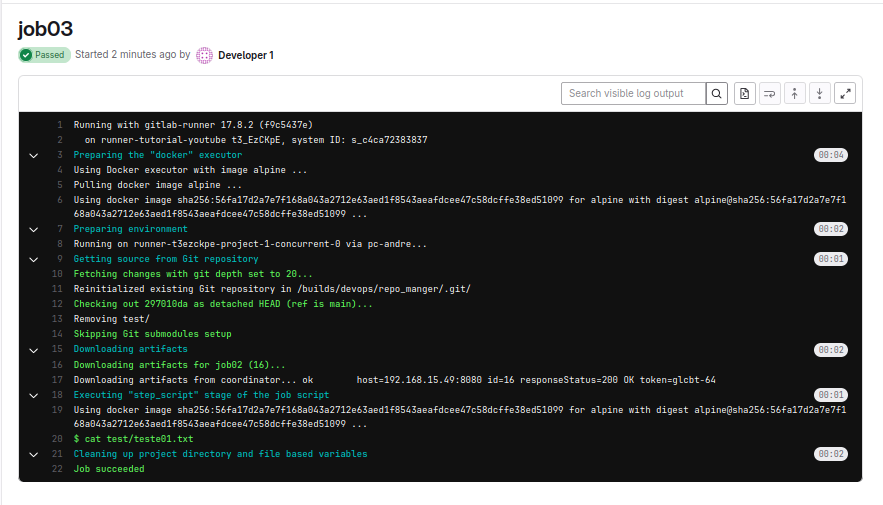 job03
Passed Started 2 minutes ago by Developer 1
Search visible log output
1 Running with gitlab-runner 17.8.2 (f9c5437e)
2 on runner-tutorial-youtube t3_EzCKpE, system ID: s_c4ca72383837
3 Preparing the "docker" executor 00:04
4 Using Docker executor with image alpine ...
5 Pulling docker image alpine ...
6 Using docker image sha256:56fa17d2a7e7f168a043a2712e63aed1f8543aeafdcee47c58dcffe38ed51099 for alpine with digest alpine@sha256:56fa17d2a7e7f1
68a043a2712e63aed1f8543aeafdcee47c58dcffe38ed51099 ...
7 Preparing environment 00:02
8 Running on runner-t3ezckpe-project-1-concurrent-0 via pc-andre...
9 Getting source from Git repository 00:01
10 Fetching changes with git depth set to 20...
11 Reinitialized existing Git repository in /builds/devops/repo_manger/.git/
12 Checking out 297010da as detached HEAD (ref is main)...
13 Removing test/
14 Skipping Git submodules setup
15 Downloading artifacts 00:02
16 Downloading artifacts for job02 (16)...
17 Downloading artifacts from coordinator... ok host=192.168.15.49:8080 id=16 responseStatus=200 OK token=glcbt-64
18 Executing "step_script" stage of the job script 00:01
19 Using docker image sha256:56fa17d2a7e7f168a043a2712e63aed1f8543aeafdcee47c58dcffe38ed51099 for alpine with digest alpine@sha256:56fa17d2a7e7f1
68a043a2712e63aed1f8543aeafdcee47c58dcffe38ed51099 ...
20 $ cat test/teste01.txt
21 Cleaning up project directory and file based variables 00:02
22 Job succeeded